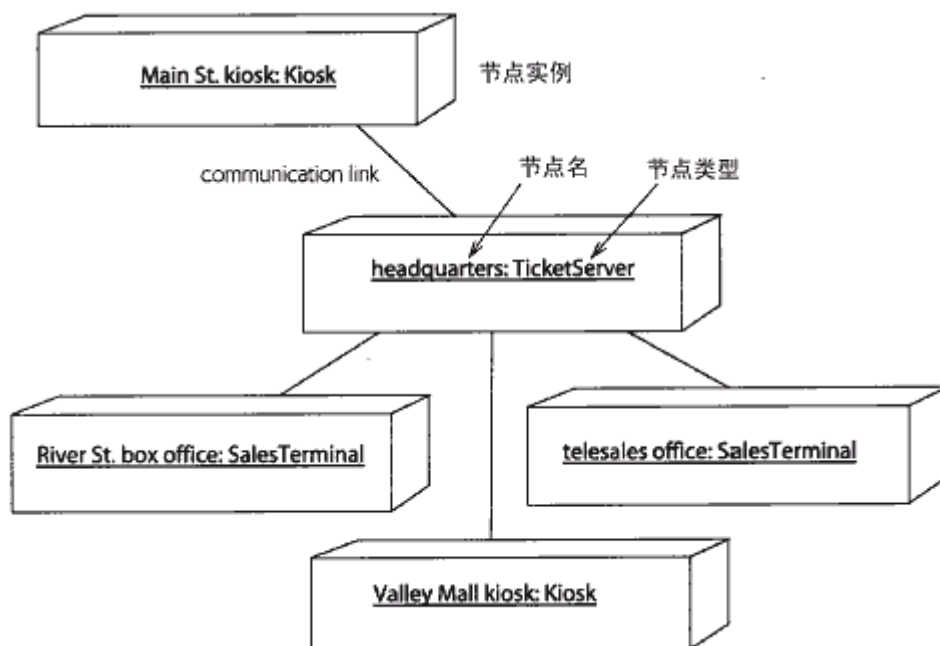 Main St. kiosk: Kiosk
节点实例
communication link
节点名
节点类型
headquarters: TicketServer
River St. box office: SalesTerminal
telesales office: SalesTerminal
Valley Mall kiosk: Kiosk